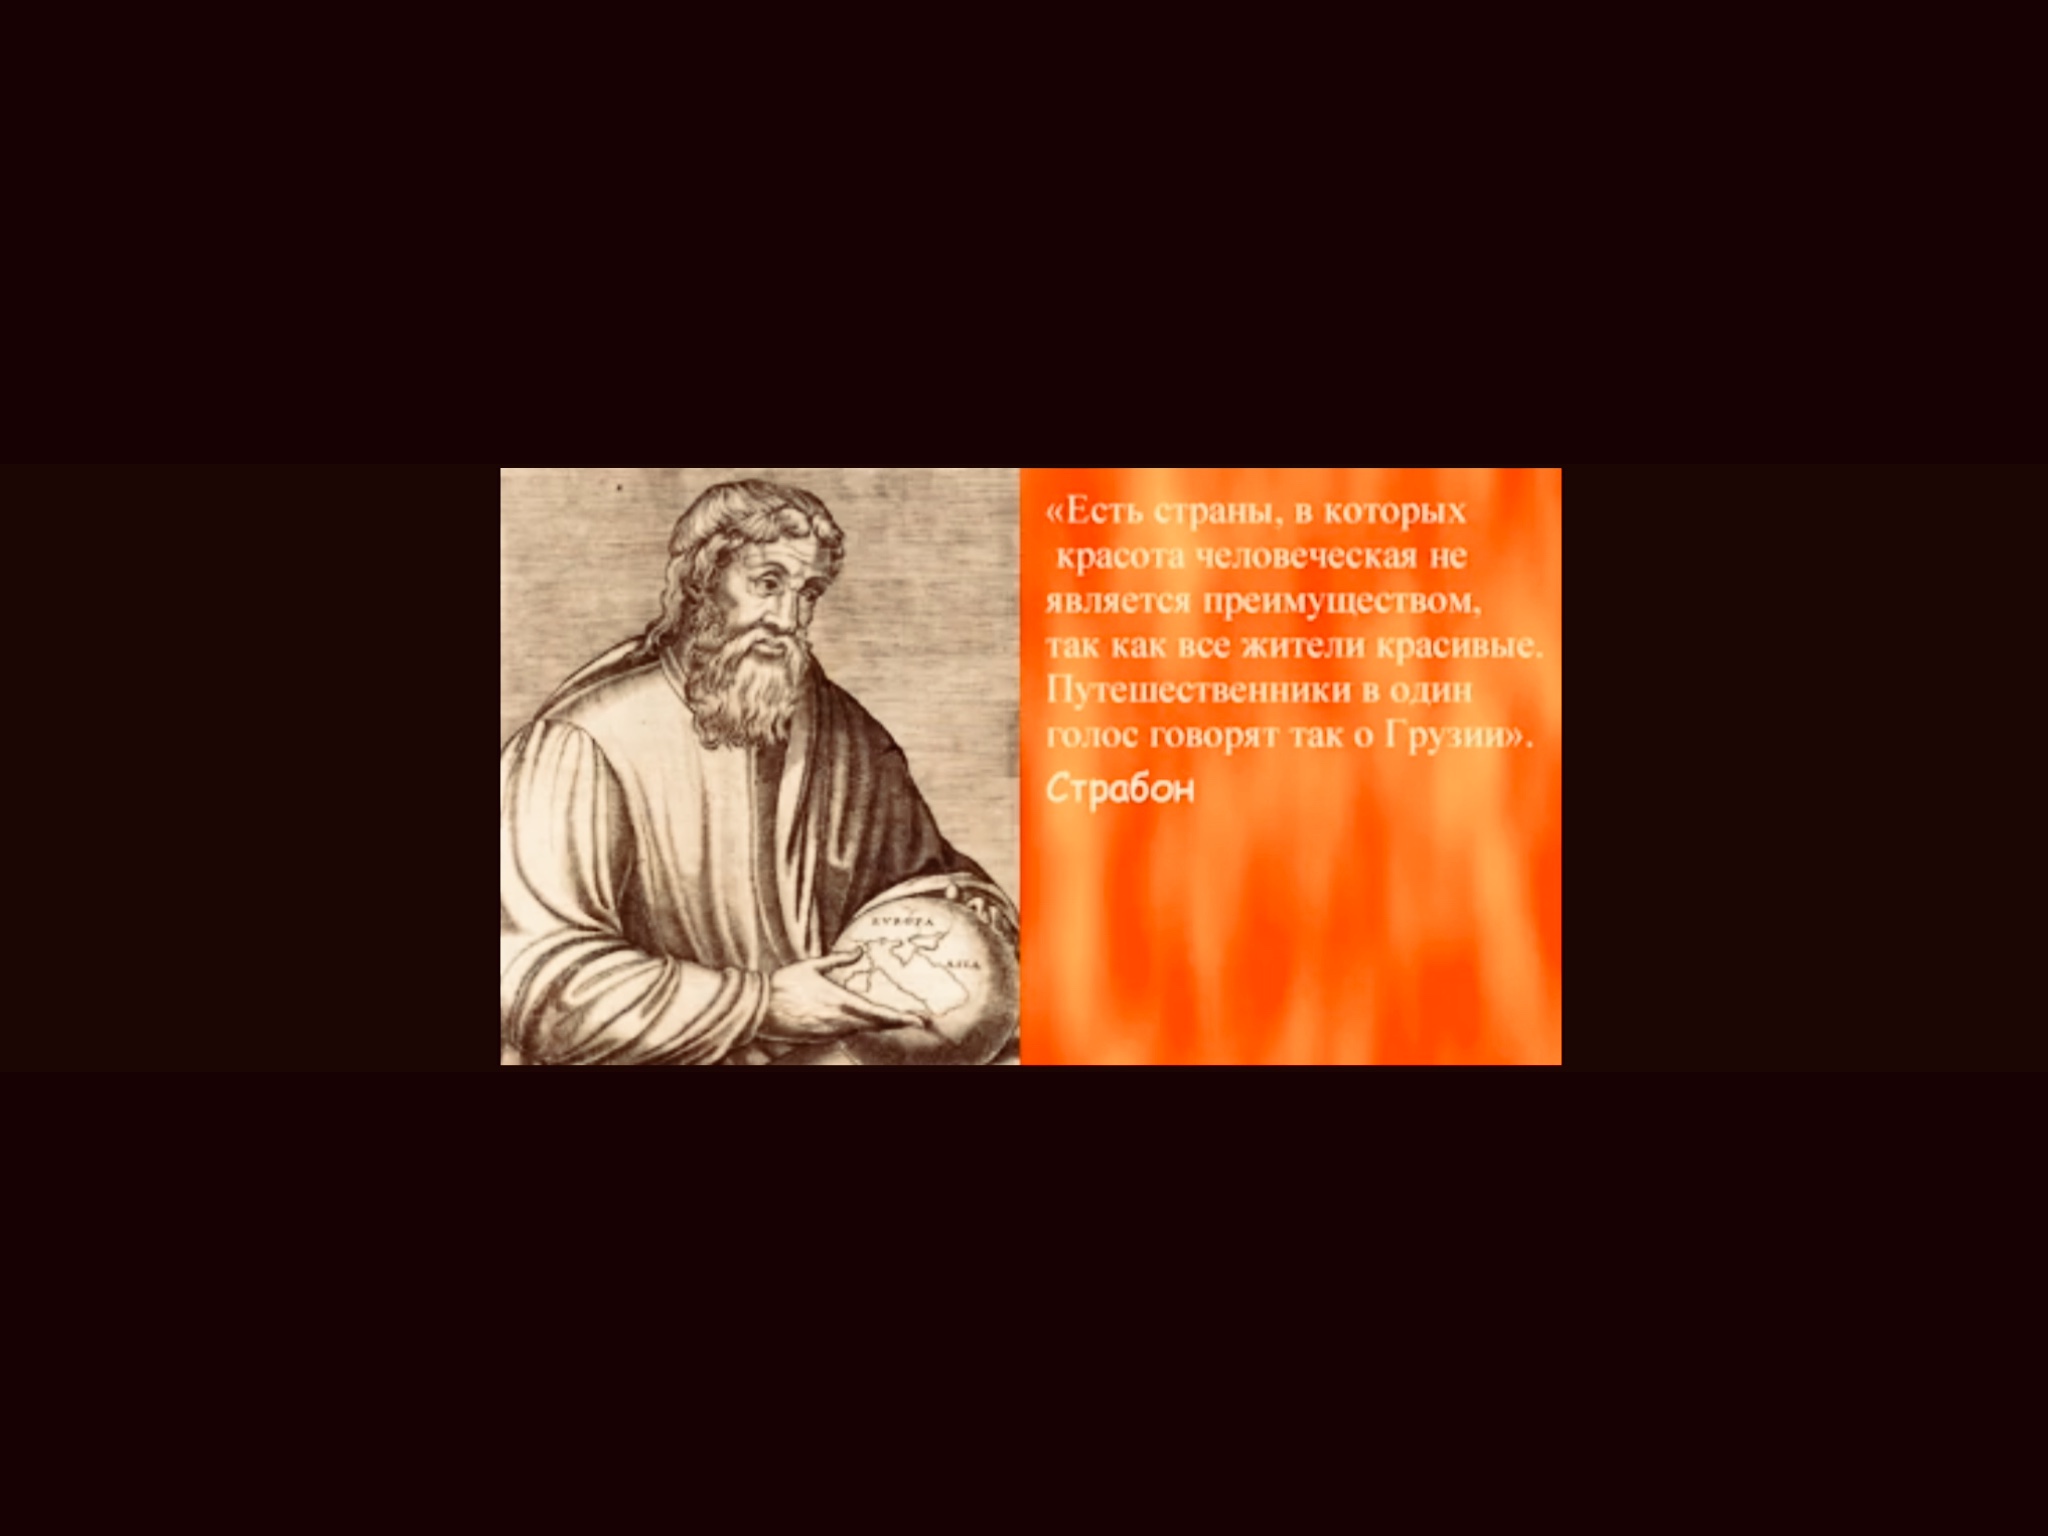 «Есть страны, в которых
красота человеческая не
является преимуществом,
так как все жители красивые.
Путешественники в один
голос говорят так о Грузии».
Страбон
EVROPA
ASIA